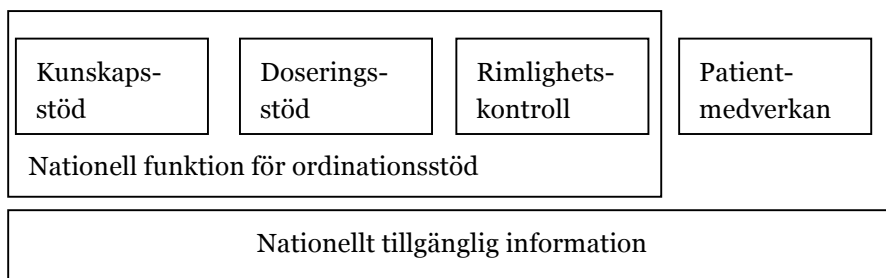 Kunskaps-
stöd
Doserings-
stöd
Rimlighets-
kontroll
Patient-
medverkan
Nationell funktion för ordinationsstöd
Nationellt tillgänglig information